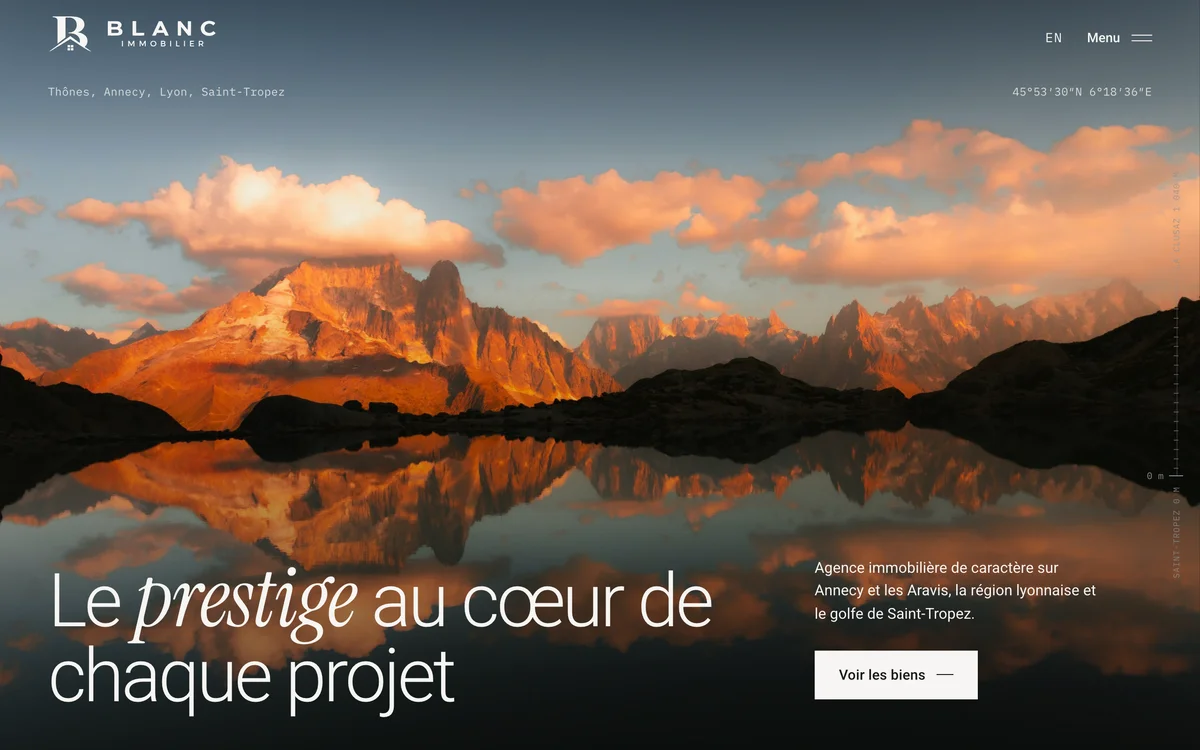 BLANC
IMMOBILIER
EN
Menu
Thônes, Annecy, Lyon, Saint-Tropez
45°53'30"N 6°18'36"E
0 m
SAINT-TROPEZ 0 M
Agence immobilière de caractère sur
Annecy et les Aravis, la région lyonnaise et
le golfe de Saint-Tropez.
Le prestige au cœur de
chaque projet
Voir les biens